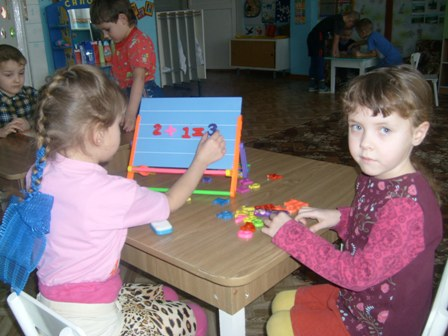 2 + 1 = 3